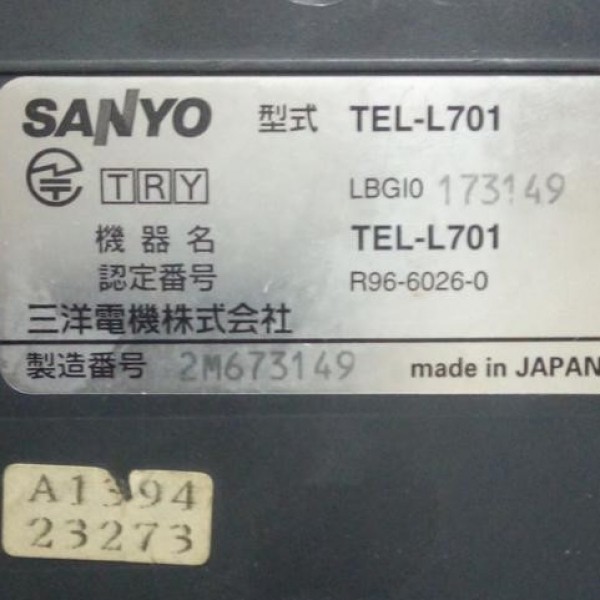 SANYO 型式 TEL-L701
TRY LBGI0 173149
機器名 TEL-L701
認定番号 R96-6026-0
三洋電機株式会社
製造番号 2M673149 made in JAPAN
A1394
23273